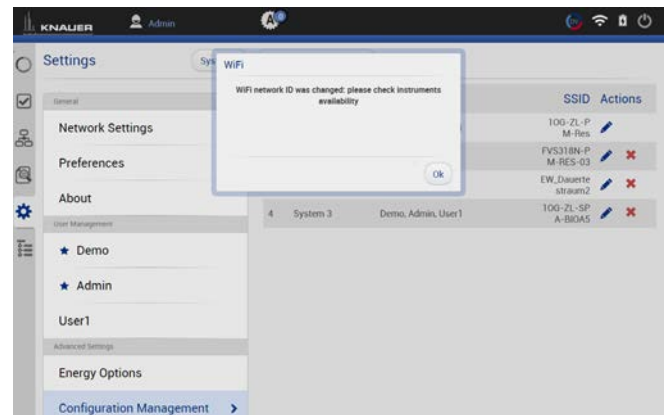 KNAUER
Admin
Settings
Sys
WiFi
WiFi network ID was changed: please check instruments
availability
Ok
General
Network Settings
Preferences
About
User Management
★ Demo
★ Admin
User1
Advanced Settings
Energy Options
Configuration Management >
SSID Actions
10G-ZL-P
M-Res
FVS318N-P
M-RES-03
EW_Dauerte
straum2
4 System 3 Demo, Admin, User1 10G-ZL-SP
A-BIOA5